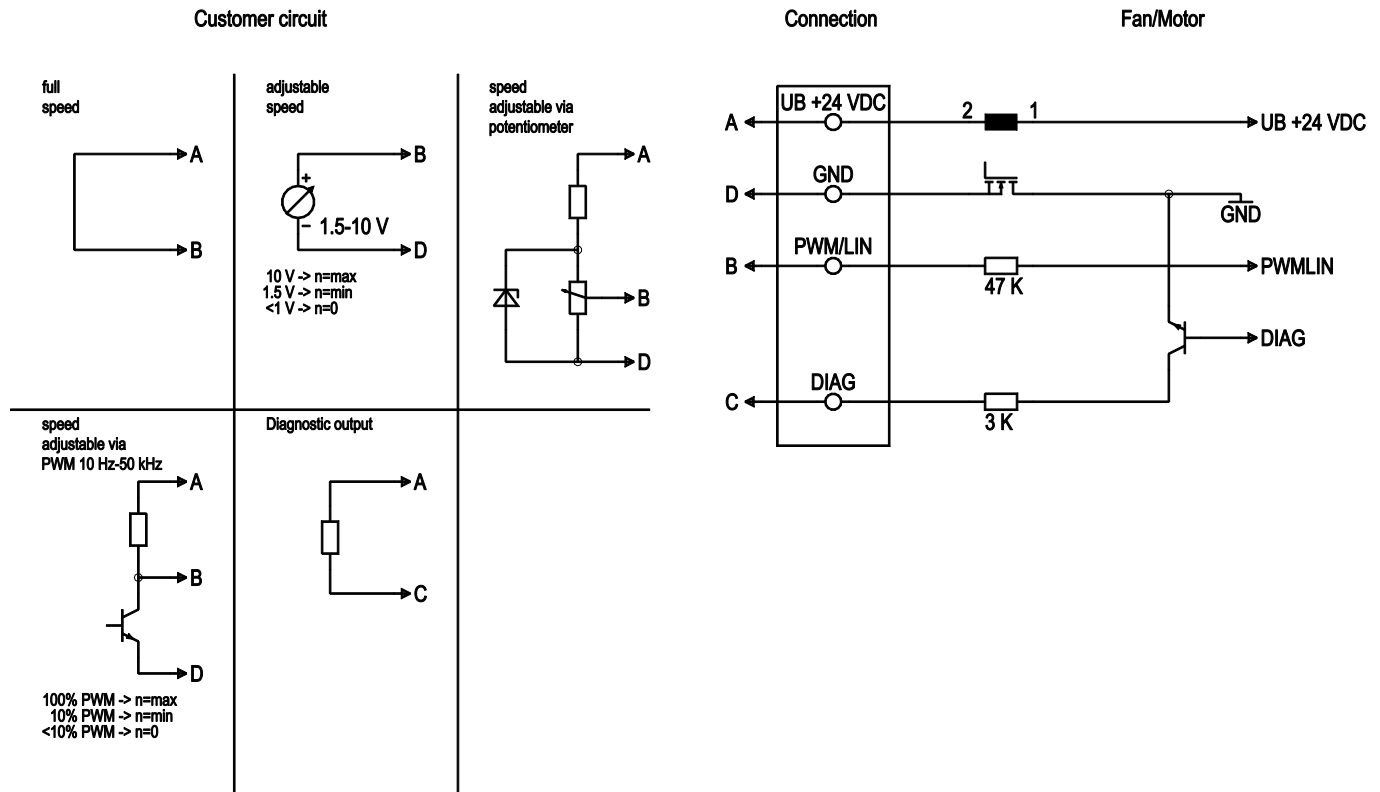 Customer circuit
Connection
Fan/Motor
full
speed
A
B
adjustable
speed
B
+
–
1.5-10 V
D
10 V -> n=max
1.5 V -> n=min
<1 V -> n=0
speed
adjustable via
potentiometer
A
B
D
speed
adjustable via
PWM 10 Hz-50 kHz
A
B
D
100% PWM -> n=max
10% PWM -> n=min
<10% PWM -> n=0
Diagnostic output
A
C
A
UB +24 VDC
2
1
UB +24 VDC
D
GND
GND
B
PWM/LIN
47 K
PWMLIN
DIAG
C
DIAG
3 K